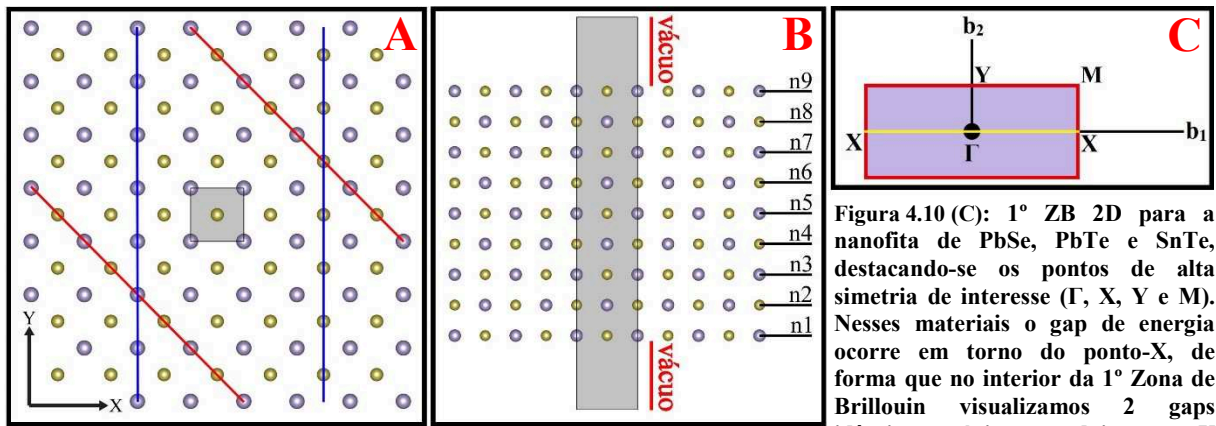 A
Y
X
B
vácuo
n9
n8
n7
n6
n5
n4
n3
n2
n1
vácuo
C
b₂
Y
M
X
Γ
X
b₁
Figura 4.10 (C): 1º ZB 2D para a
nanofita de PbSe, PbTe e SnTe,
destacando-se os pontos de alta
simetria de interesse (Γ, X, Y e M).
Nesses materiais o gap de energia
ocorre em torno do ponto-X, de
forma que no interior da 1º Zona de
Brillouin visualizamos 2 gaps